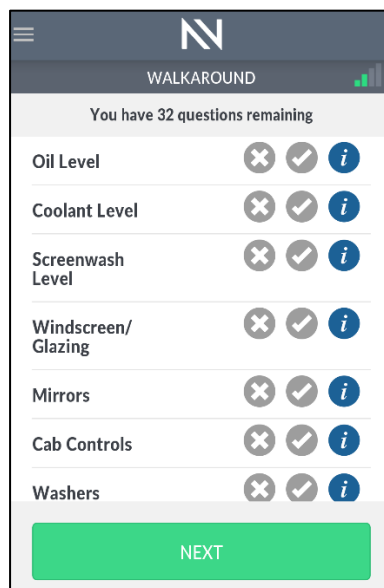 WALKAROUND
You have 32 questions remaining
Oil Level
Coolant Level
Screenwash
Level
Windscreen/
Glazing
Mirrors
Cab Controls
Washers
NEXT